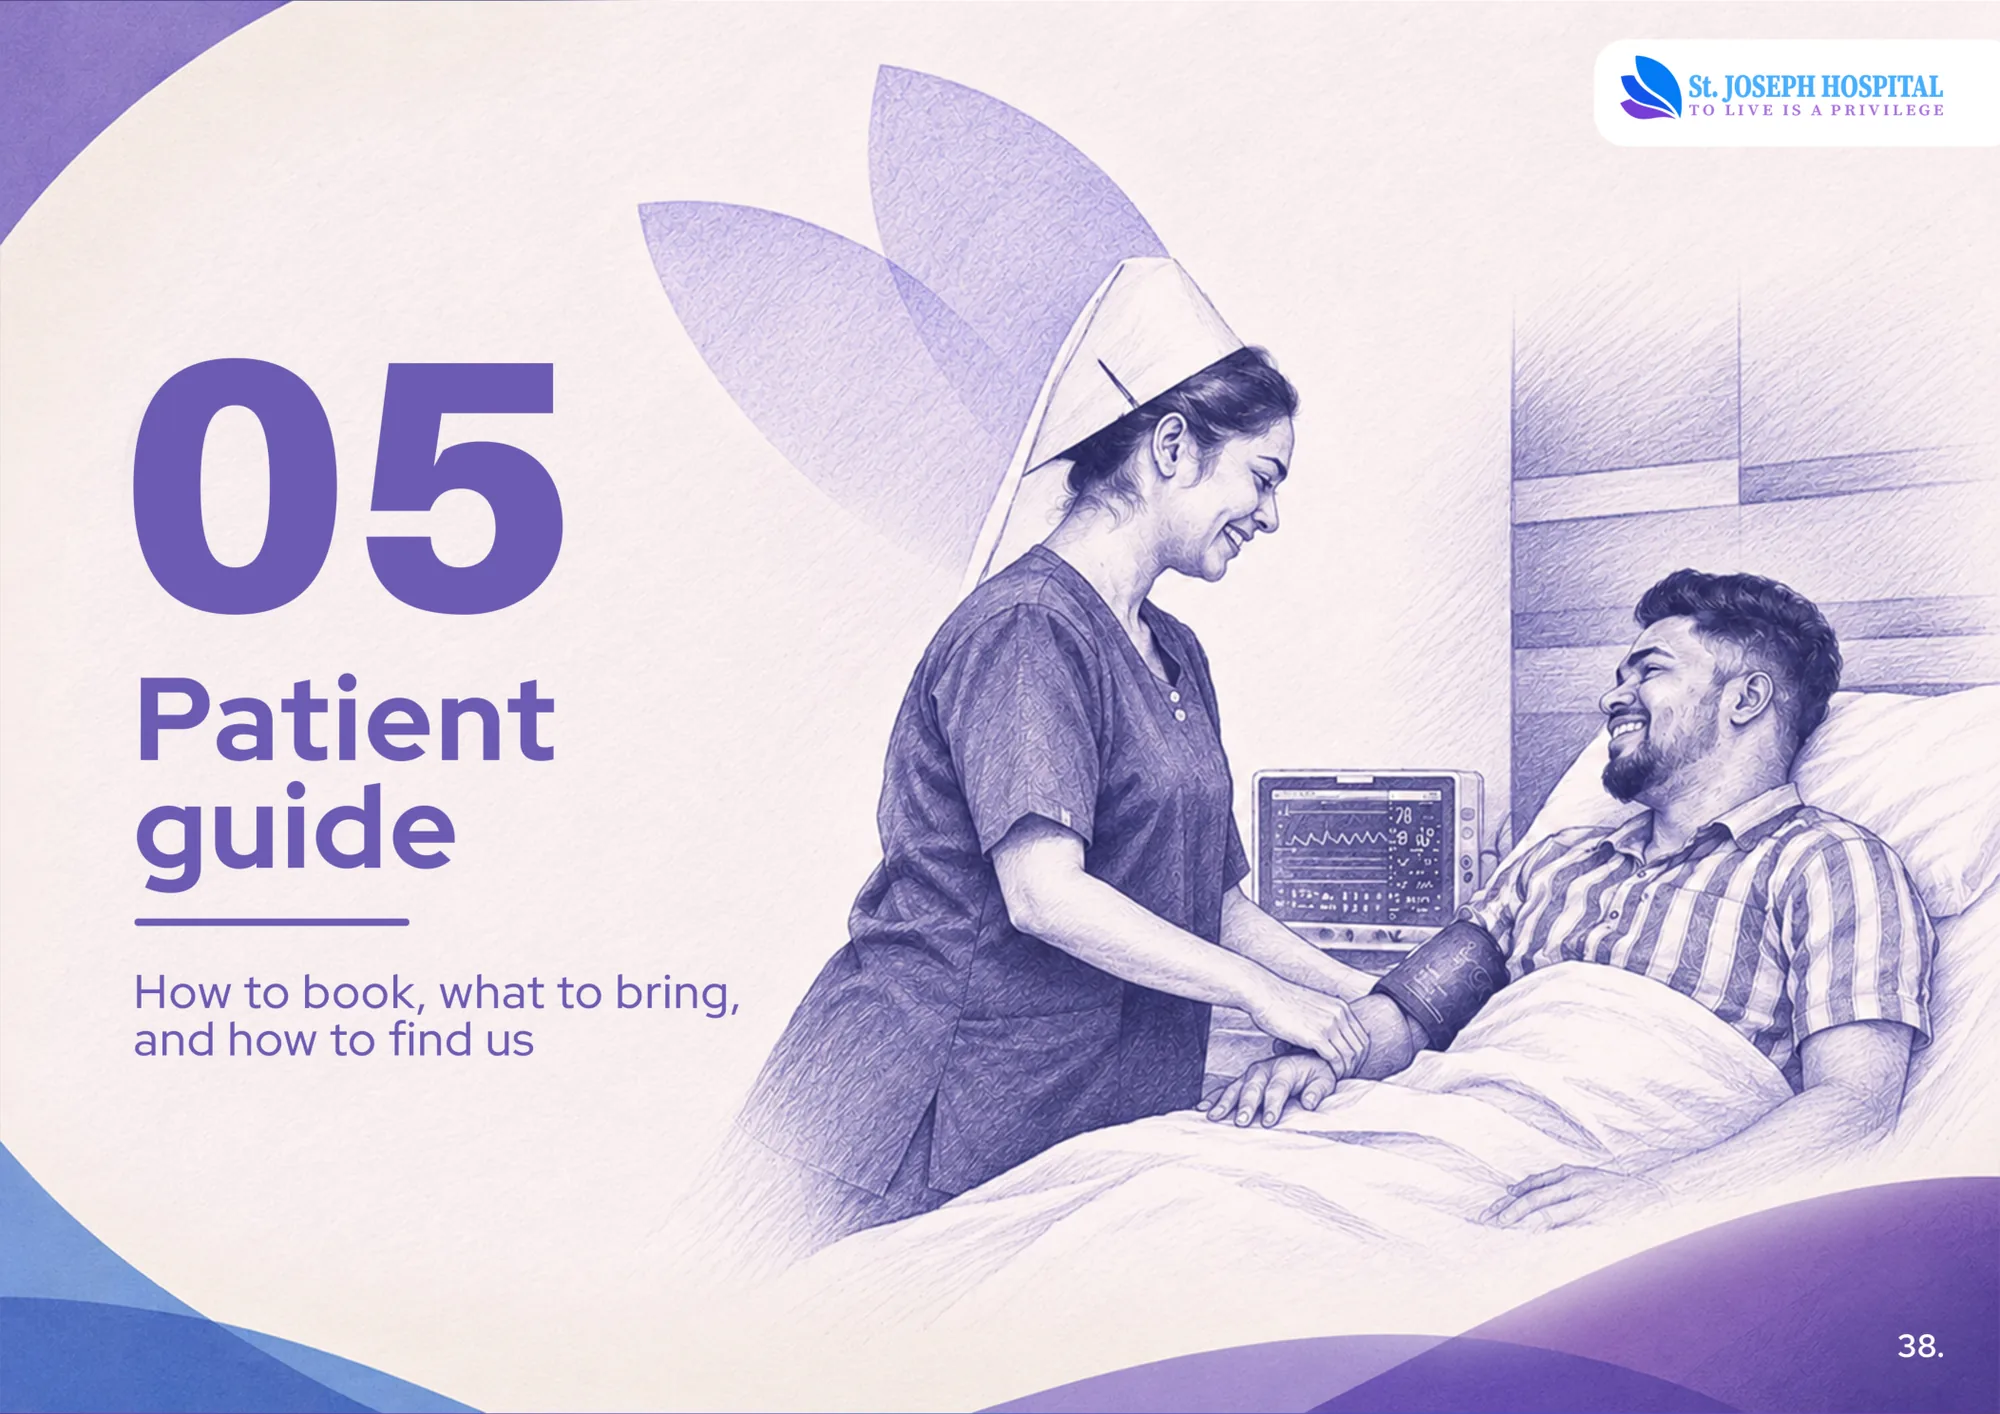 St. JOSEPH HOSPITAL
TO LIVE IS A PRIVILEGE
05
Patient
guide
How to book, what to bring,
and how to find us
78
38.